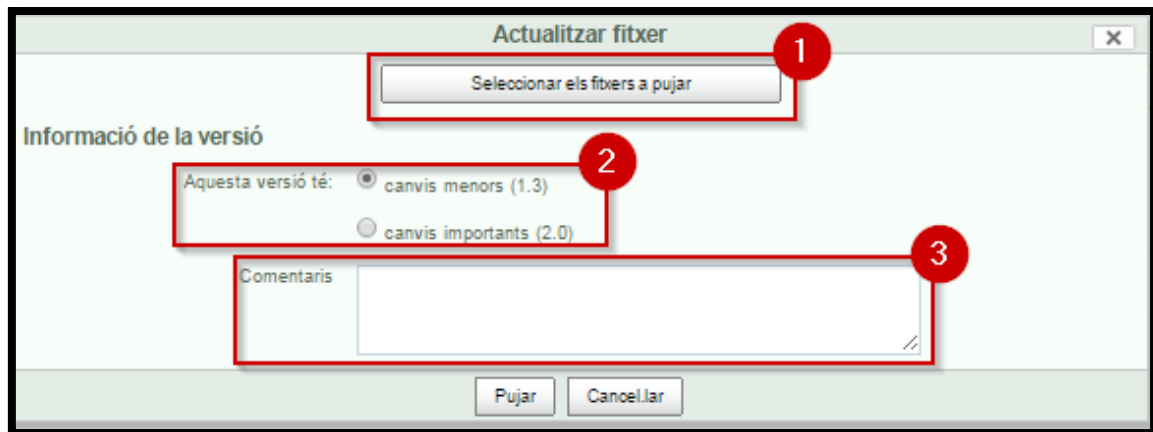 Actualitzar fitxer
1
Seleccionar els fitxers a pujar
Informació de la versió
2
Aquesta versió té: canvis menors (1.3)
canvis importants (2.0)
3
Comentaris
Pujar Cancel.lar